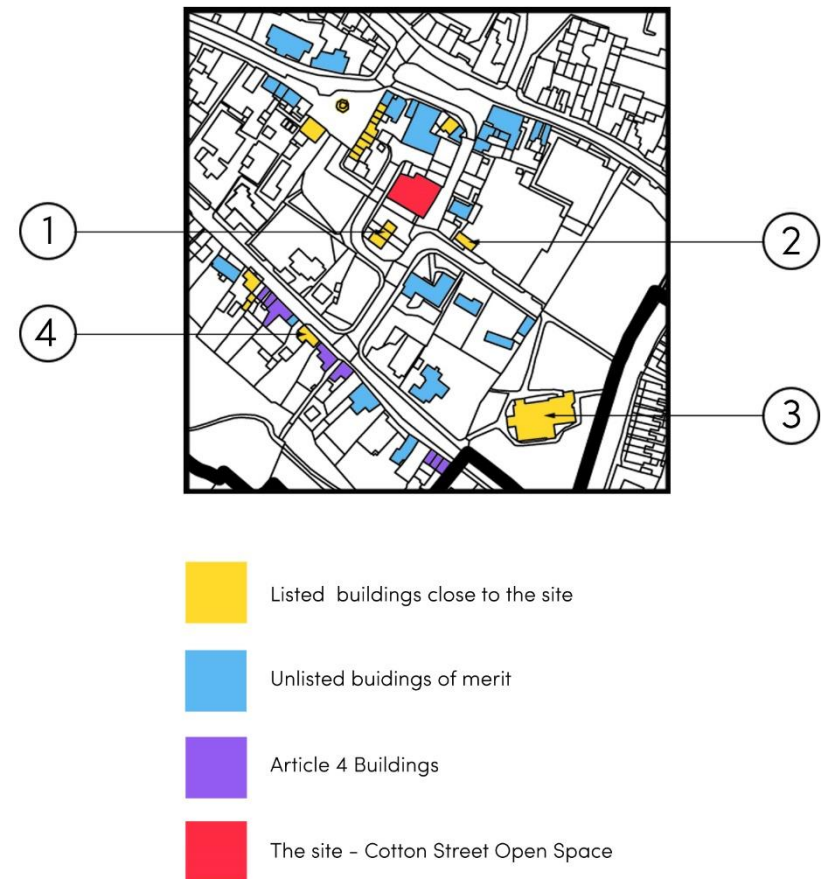 1
2
4
3
Listed buildings close to the site
Unlisted buidings of merit
Article 4 Buildings
The site - Cotton Street Open Space